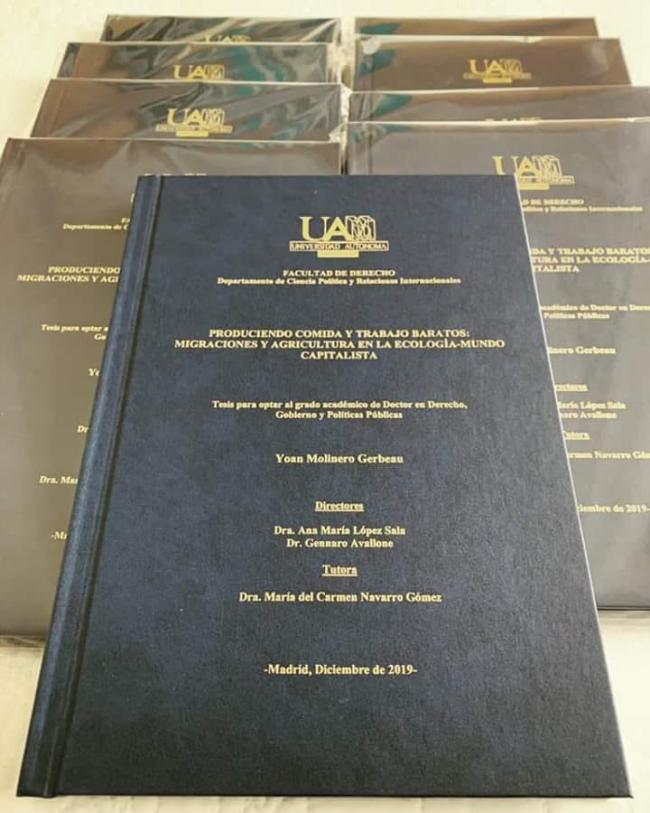 UAM
UNIVERSIDAD AUTONOMA
FACULTAD DE DERECHO
Departamento de Ciencia Política y Relaciones Internacionales
PRODUCIENDO COMIDA Y TRABAJO BARATOS:
MIGRACIONES Y AGRICULTURA EN LA ECOLOGÍA-MUNDO
CAPITALISTA
Tesis para optar al grado académico de Doctor en Derecho,
Gobierno y Políticas Públicas
Yoan Molinero Gerbeau
Directores
Dra. Ana María López Sala
Dr. Gennaro Avallone
Tutora
Dra. María del Carmen Navarro Gómez
-Madrid, Diciembre de 2019-